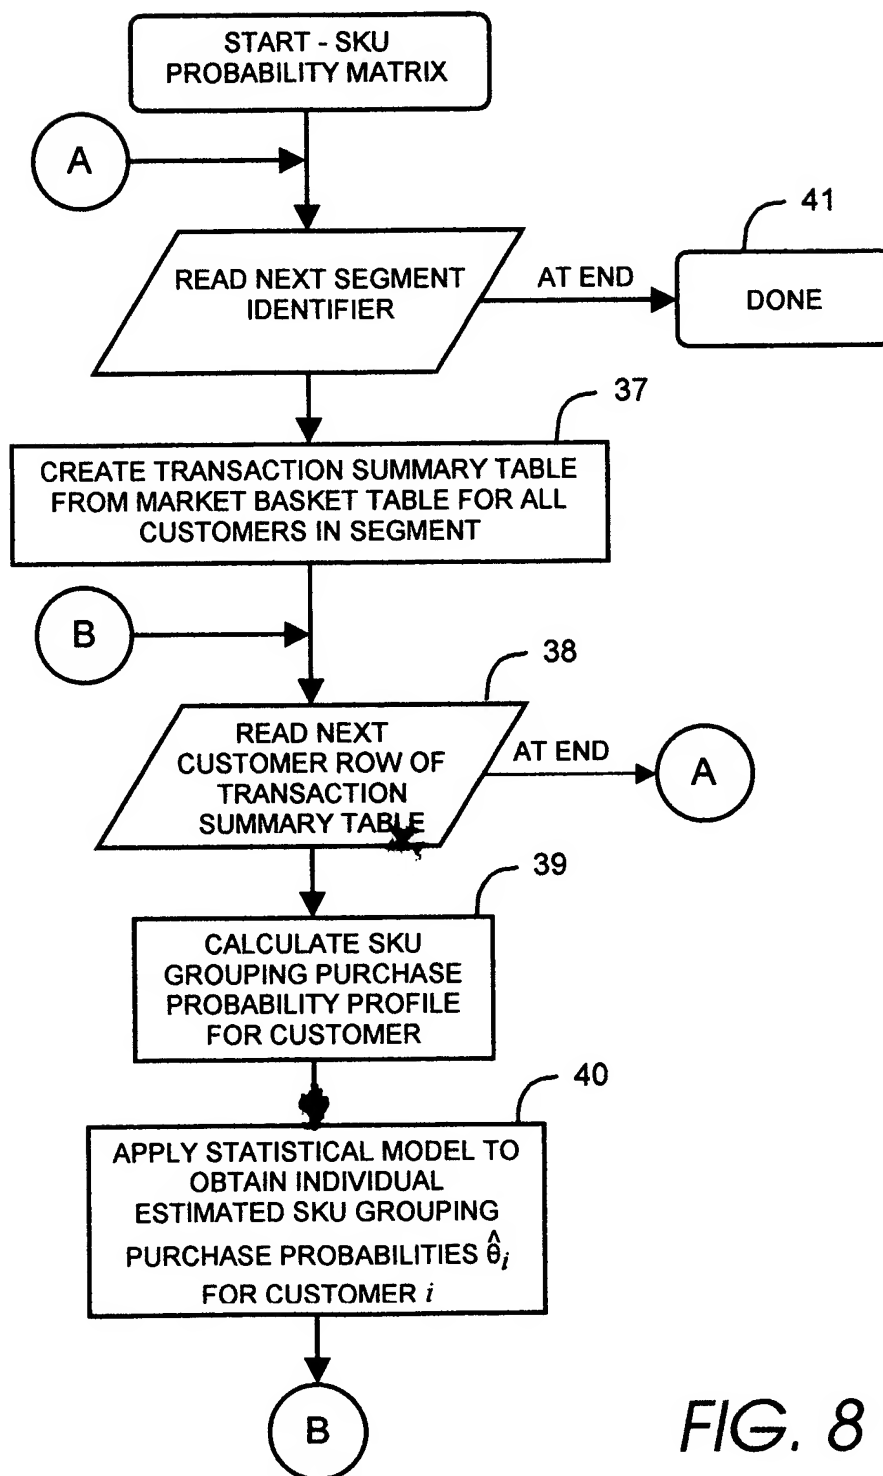 START - SKU
PROBABILITY MATRIX
A
READ NEXT SEGMENT
IDENTIFIER
AT END
41
DONE
37
CREATE TRANSACTION SUMMARY TABLE
FROM MARKET BASKET TABLE FOR ALL
CUSTOMERS IN SEGMENT
B
38
READ NEXT
CUSTOMER ROW OF
TRANSACTION
SUMMARY TABLE
AT END
A
39
CALCULATE SKU
GROUPING PURCHASE
PROBABILITY PROFILE
FOR CUSTOMER
40
APPLY STATISTICAL MODEL TO
OBTAIN INDIVIDUAL
ESTIMATED SKU GROUPING
PURCHASE PROBABILITIES θ̂i
FOR CUSTOMER i
B
FIG. 8